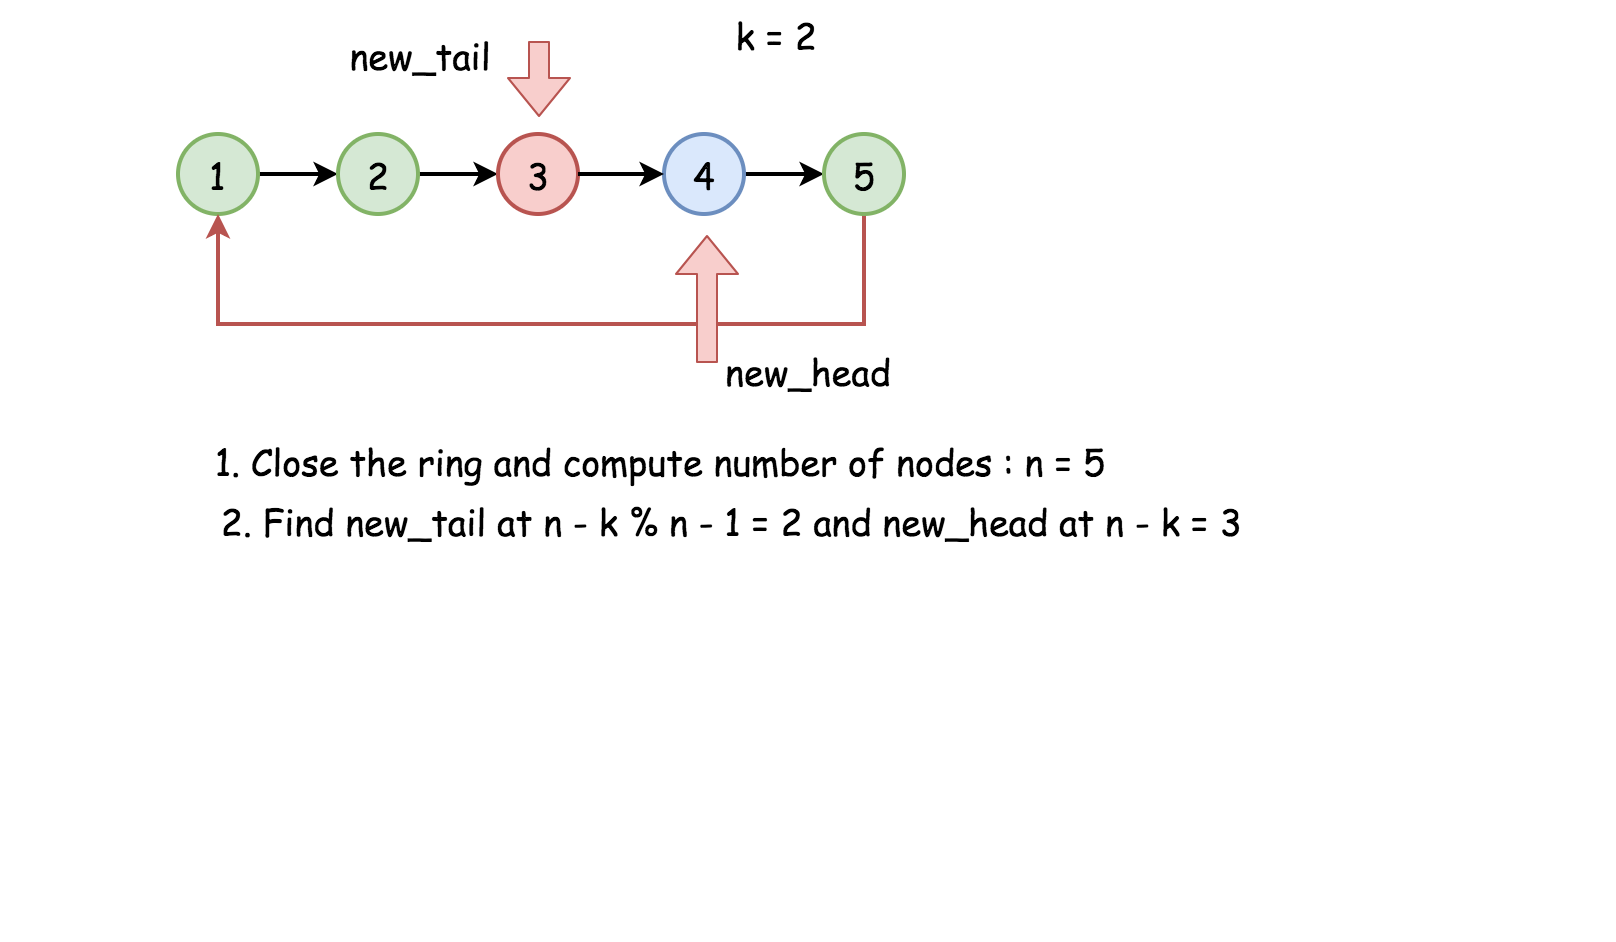 k = 2
new_tail
1 2 3 4 5
new_head
1. Close the ring and compute number of nodes : n = 5
2. Find new_tail at n - k % n - 1 = 2 and new_head at n - k = 3